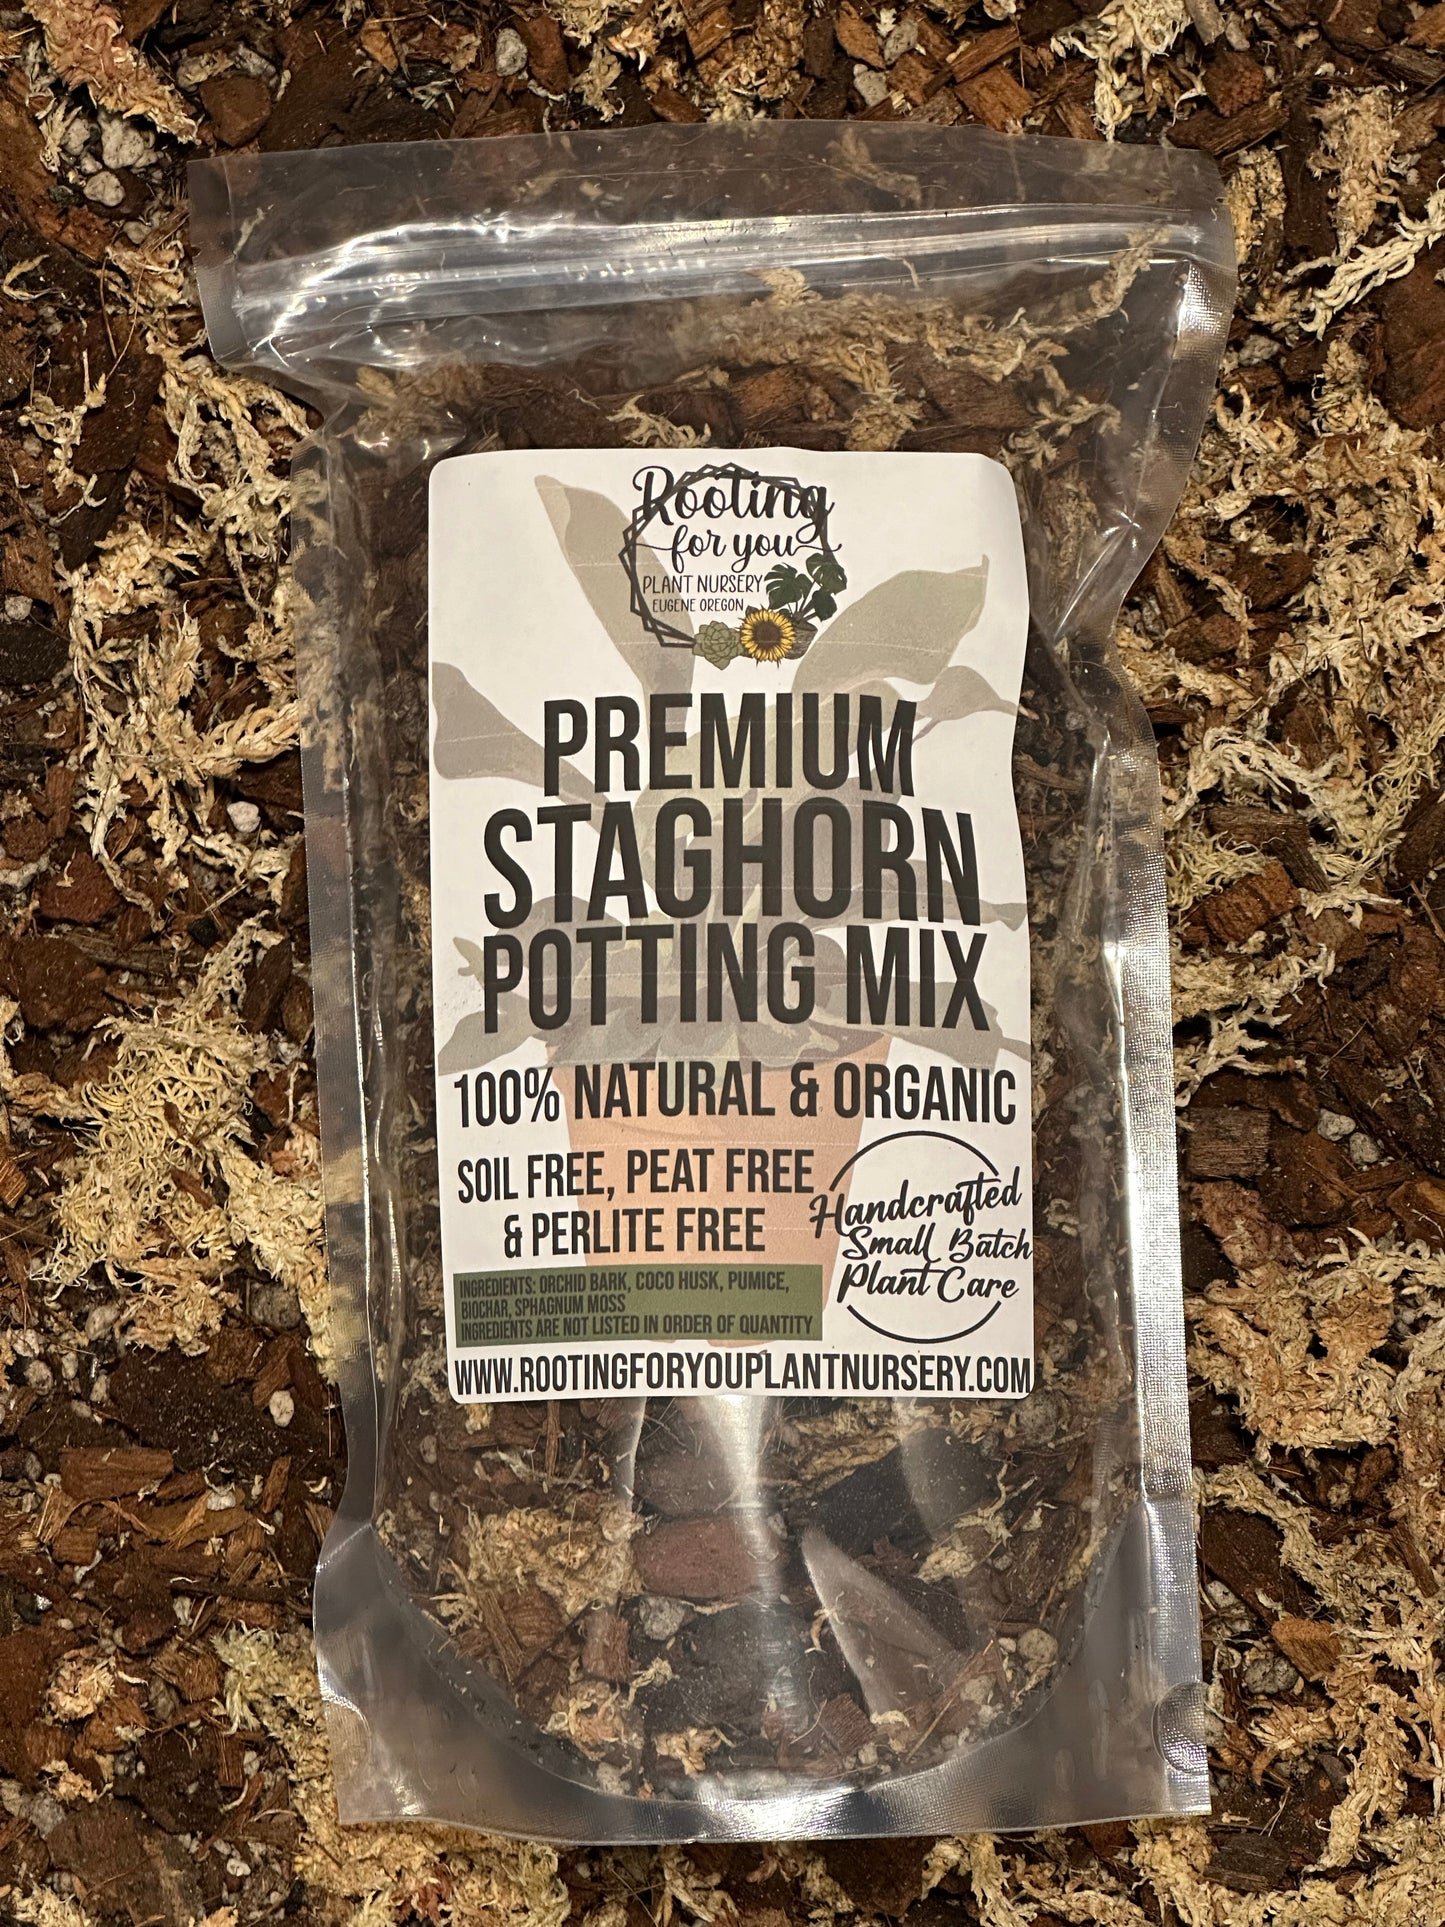 Rooting
for you
PLANT NURSERY
EUGENE OREGON
PREMIUM
STAGHORN
POTTING MIX
100% NATURAL & ORGANIC
SOIL FREE, PEAT FREE
& PERLITE FREE
Handcrafted
Small Batch
Plant Care
INGREDIENTS: ORCHID BARK, COCO HUSK, PUMICE,
BIOCHAR, SPHAGNUM MOSS
INGREDIENTS ARE NOT LISTED IN ORDER OF QUANTITY
WWW.ROOTINGFORYOUPLANTNURSERY.COM